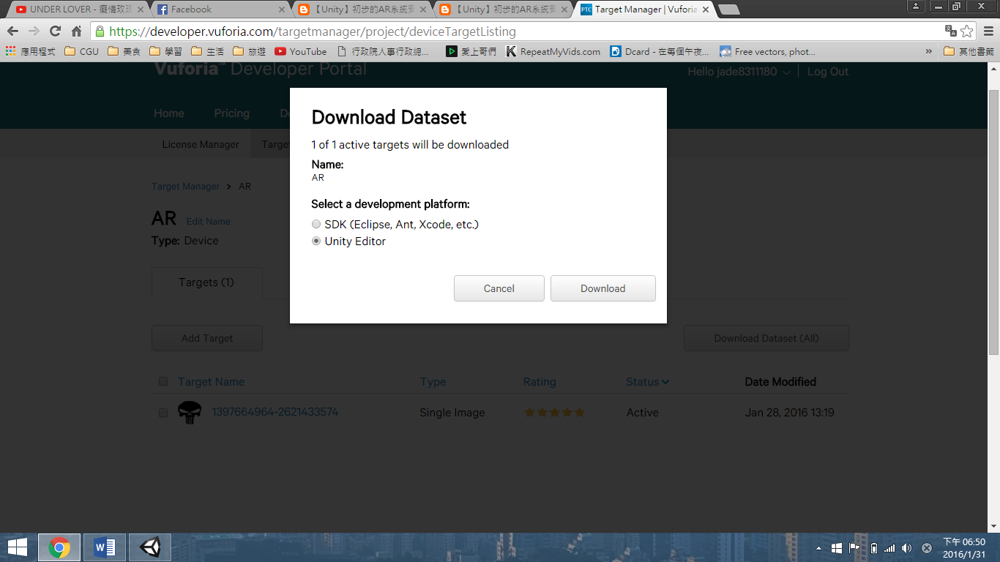 UNDER LOVER - 癡情玫瑰
Facebook
【Unity】初步的AR系統
【Unity】初步的AR系統
PTC Target Manager | Vuforia
https://developer.vuforia.com/targetmanager/project/deviceTargetListing
應用程式 CGU 美食 學習 生活 旅遊 YouTube 行政院人事行政總... 愛上哥們 RepeatMyVids.com Dcard - 在每個午夜... Free vectors, phot... » 其他書籤
Vuforia™ Developer Portal
Hello jade8311180 Log Out
Home Pricing
License Manager
Target Manager > AR
AR Edit Name
Type: Device
Targets (1)
Add Target
Download Dataset (All)
Target Name Type Rating Status Date Modified
1397664964-2621433574 Single Image Active Jan 28, 2016 13:19
Download Dataset
1 of 1 active targets will be downloaded
Name:
AR
Select a development platform:
SDK (Eclipse, Ant, Xcode, etc.)
Unity Editor
Cancel Download
下午 06:50
2016/1/31